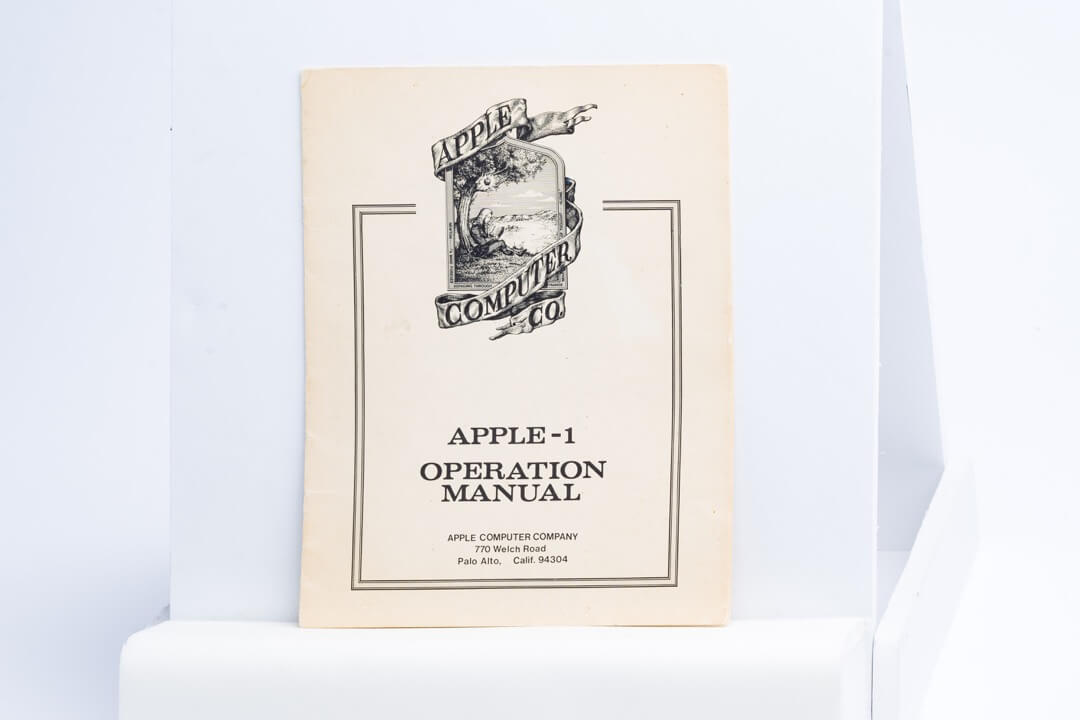 APPLE
COMPUTER
CO.
APPLE-1
OPERATION
MANUAL
APPLE COMPUTER COMPANY
770 Welch Road
Palo Alto, Calif. 94304